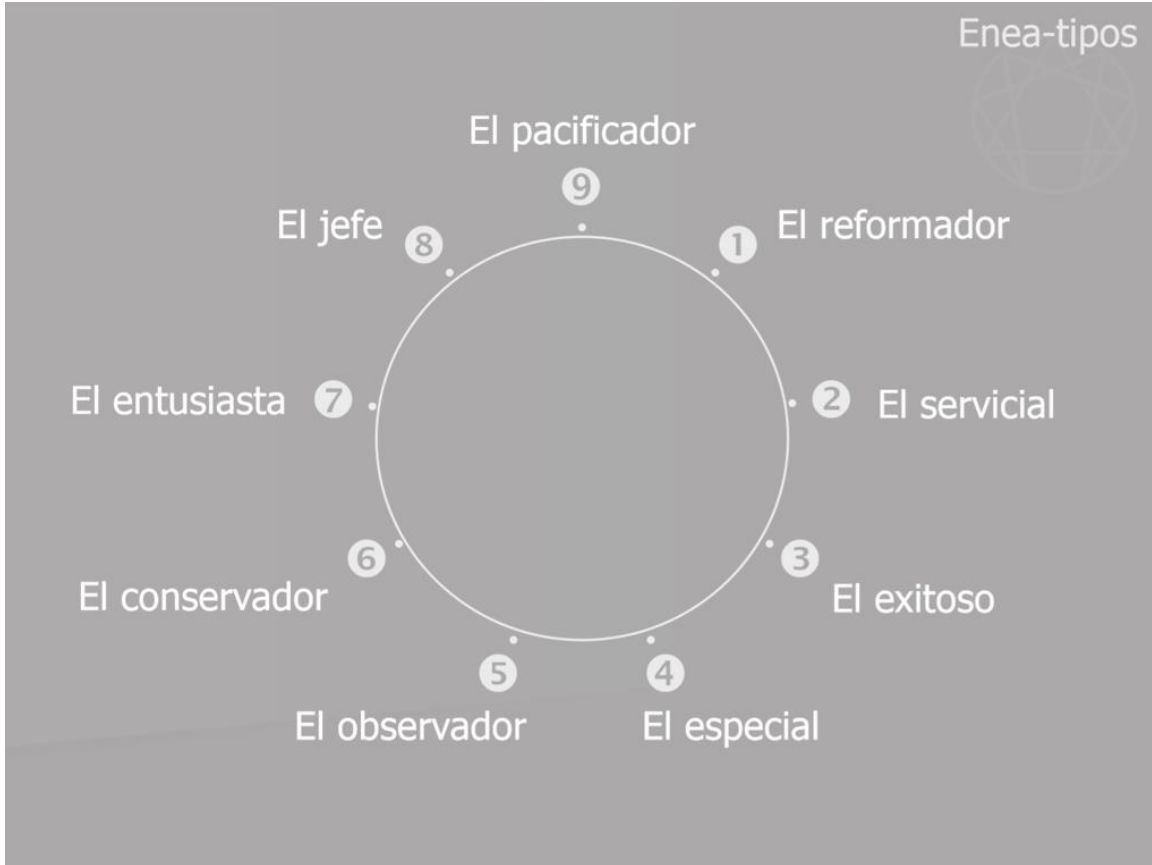 Enea-tipos
El pacificador
9
El jefe 8
1 El reformador
El entusiasta 7
2 El servicial
6
El conservador
3
El exitoso
5
El observador
4
El especial